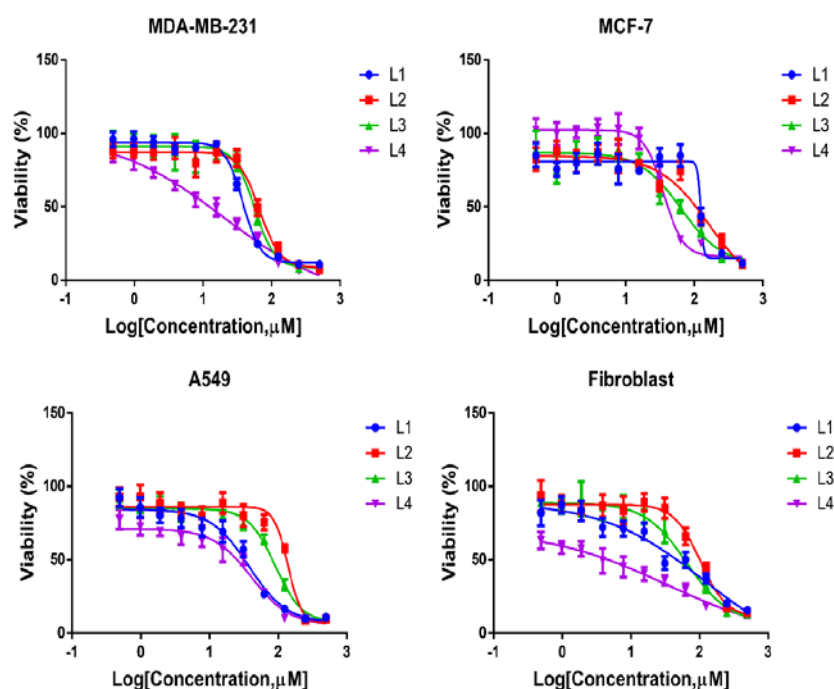 MDA-MB-231
Viability (%)
150
100
50
0
-1 0 1 2 3
Log[Concentration,μM]
L1
L2
L3
L4
MCF-7
Viability (%)
150
100
50
0
-1 0 1 2 3
Log[Concentration,μM]
L1
L2
L3
L4
A549
Viability (%)
150
100
50
0
-1 0 1 2 3
Log[Concentration,μM]
L1
L2
L3
L4
Fibroblast
Viability (%)
150
100
50
0
-1 0 1 2 3
Log[Concentration,μM]
L1
L2
L3
L4